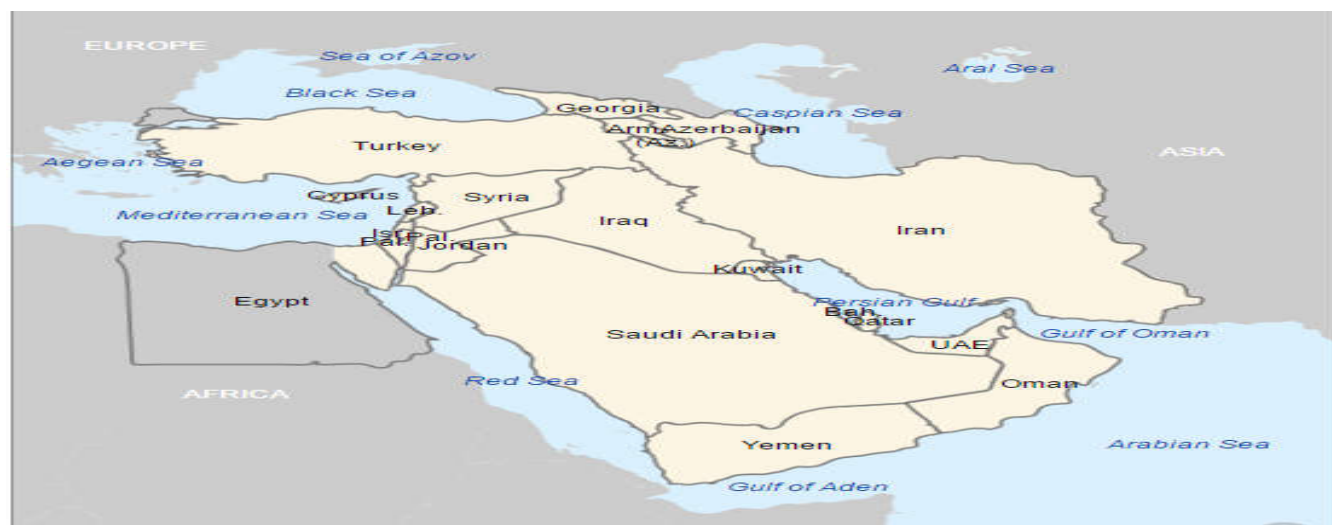 EUROPE
Sea of Azov
Aral Sea
Black Sea
Georgia
Caspian Sea
Arm.
Azerbaijan
(Az.)
Turkey
ASIA
Aegean Sea
Cyprus
Syria
Leb.
Mediterranean Sea
Iraq
Iran
Isr.
Pal.
Pal.
Jordan
Kuwait
Egypt
Persian Gulf
Bah.
Qatar
Saudi Arabia
Gulf of Oman
UAE
Red Sea
Oman
AFRICA
Yemen
Arabian Sea
Gulf of Aden